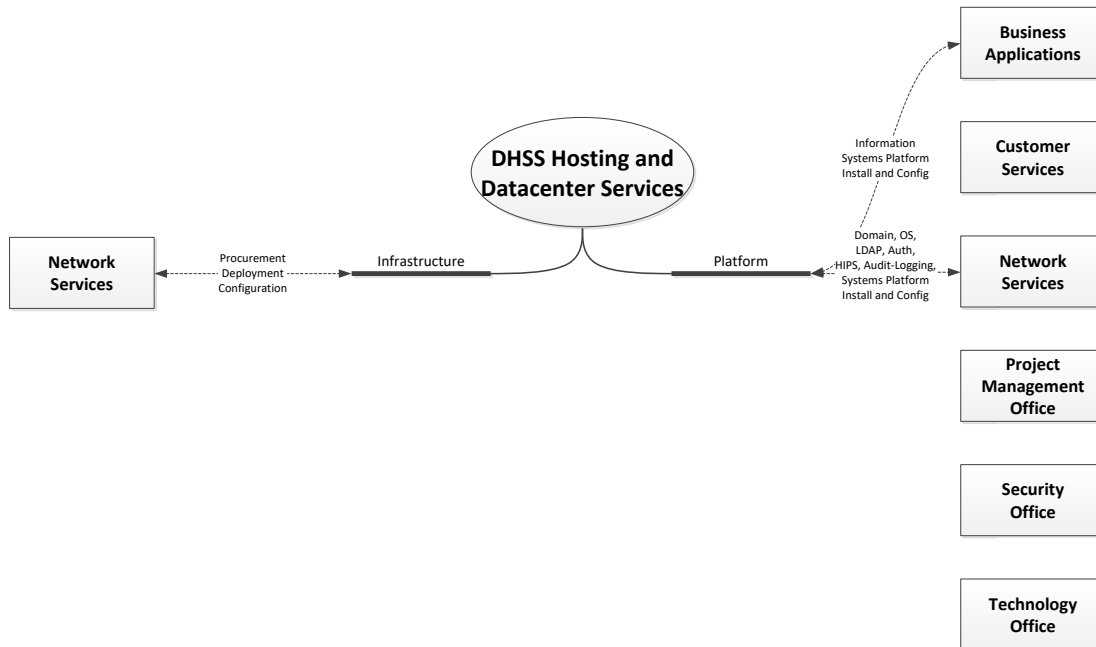 Business
Applications
DHSS Hosting and
Datacenter Services
Information
Systems Platform
Install and Config
Customer
Services
Network
Services
Procurement
Deployment
Configuration
Infrastructure
Platform
Domain, OS,
LDAP, Auth,
HIPS, Audit-Logging,
Systems Platform
Install and Config
Network
Services
Project
Management
Office
Security
Office
Technology
Office